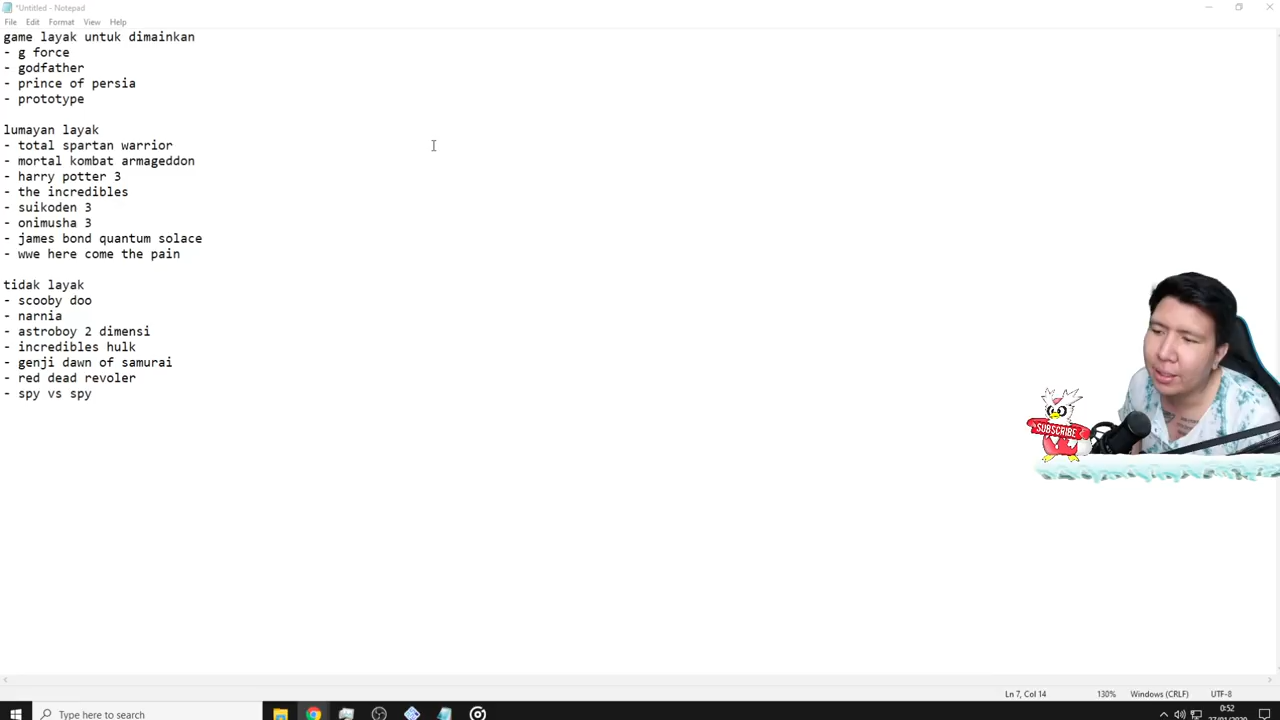 *Untitled - Notepad
File Edit Format View Help
game layak untuk dimainkan
- g force
- godfather
- prince of persia
- prototype
lumayan layak
- total spartan warrior
- mortal kombat armageddon
- harry potter 3
- the incredibles
- suikoden 3
- onimusha 3
- james bond quantum solace
- wwe here come the pain
tidak layak
- scooby doo
- narnia
- astroboy 2 dimensi
- incredibles hulk
- genji dawn of samurai
- red dead revoler
- spy vs spy
SUBSCRIBE
Ln 7, Col 14 130% Windows (CRLF) UTF-8
Type here to search
0:52